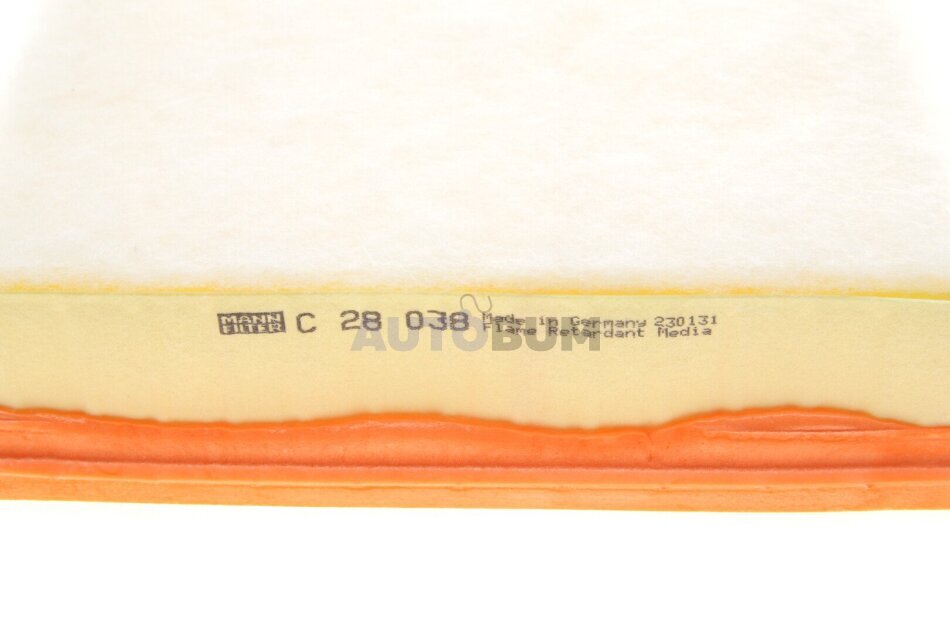 MANN
FILTER
C 28 038
Made in Germany 230131
Flame Retardant Media
AUTOBUM